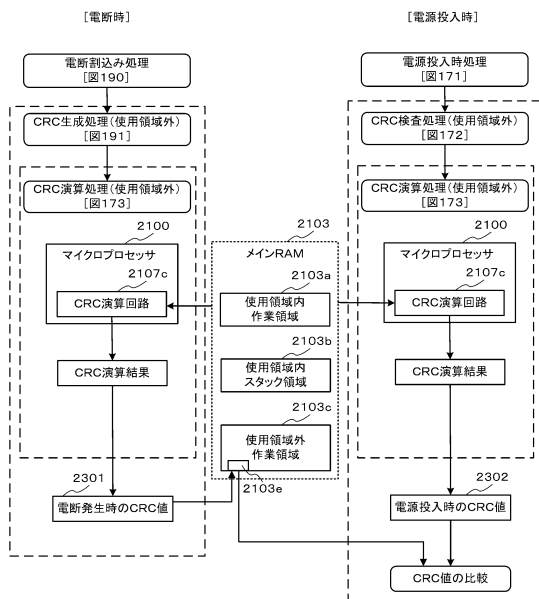 ［電断時］
［電源投入時］
電断割込み処理
［図190］
電源投入時処理
［図171］
CRC生成処理（使用領域外）
［図191］
CRC検査処理（使用領域外）
［図172］
CRC演算処理（使用領域外）
［図173］
CRC演算処理（使用領域外）
［図173］
2100
マイクロプロセッサ
2107c
CRC演算回路
CRC演算結果
2103
メインRAM
2103a
使用領域内
作業領域
2103b
使用領域内
スタック領域
2103c
使用領域外
作業領域
2103e
2100
マイクロプロセッサ
2107c
CRC演算回路
CRC演算結果
2301
電断発生時のCRC値
2302
電源投入時のCRC値
CRC値の比較